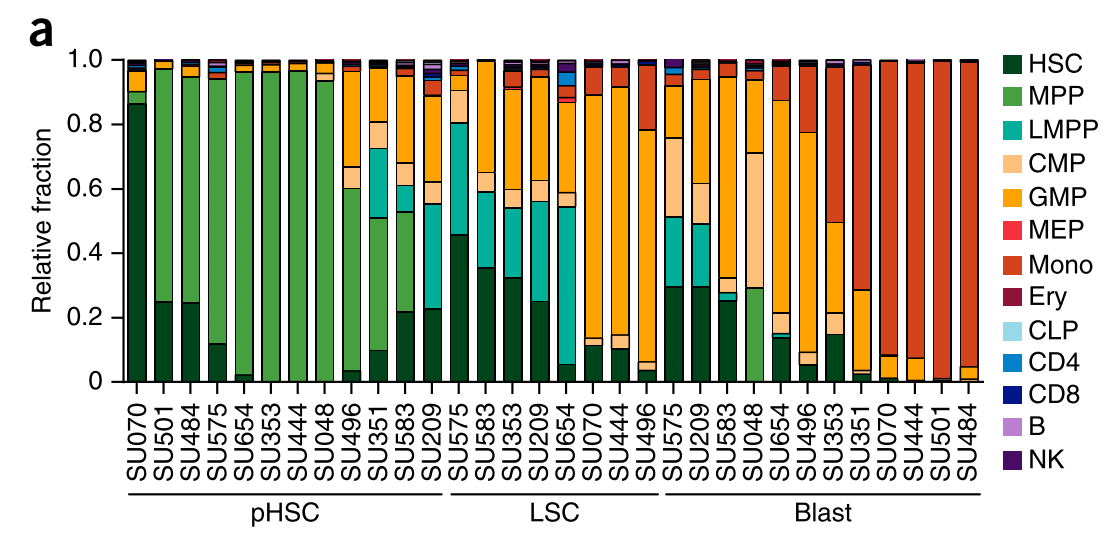 a
Relative fraction
1.0
0.8
0.6
0.4
0.2
0
SU070
SU501
SU484
SU575
SU654
SU353
SU444
SU048
SU496
SU351
SU583
SU209
SU575
SU583
SU353
SU209
SU654
SU070
SU444
SU496
SU575
SU209
SU583
SU048
SU654
SU496
SU353
SU351
SU070
SU444
SU501
SU484
pHSC
LSC
Blast
HSC
MPP
LMPP
CMP
GMP
MEP
Mono
Ery
CLP
CD4
CD8
B
NK